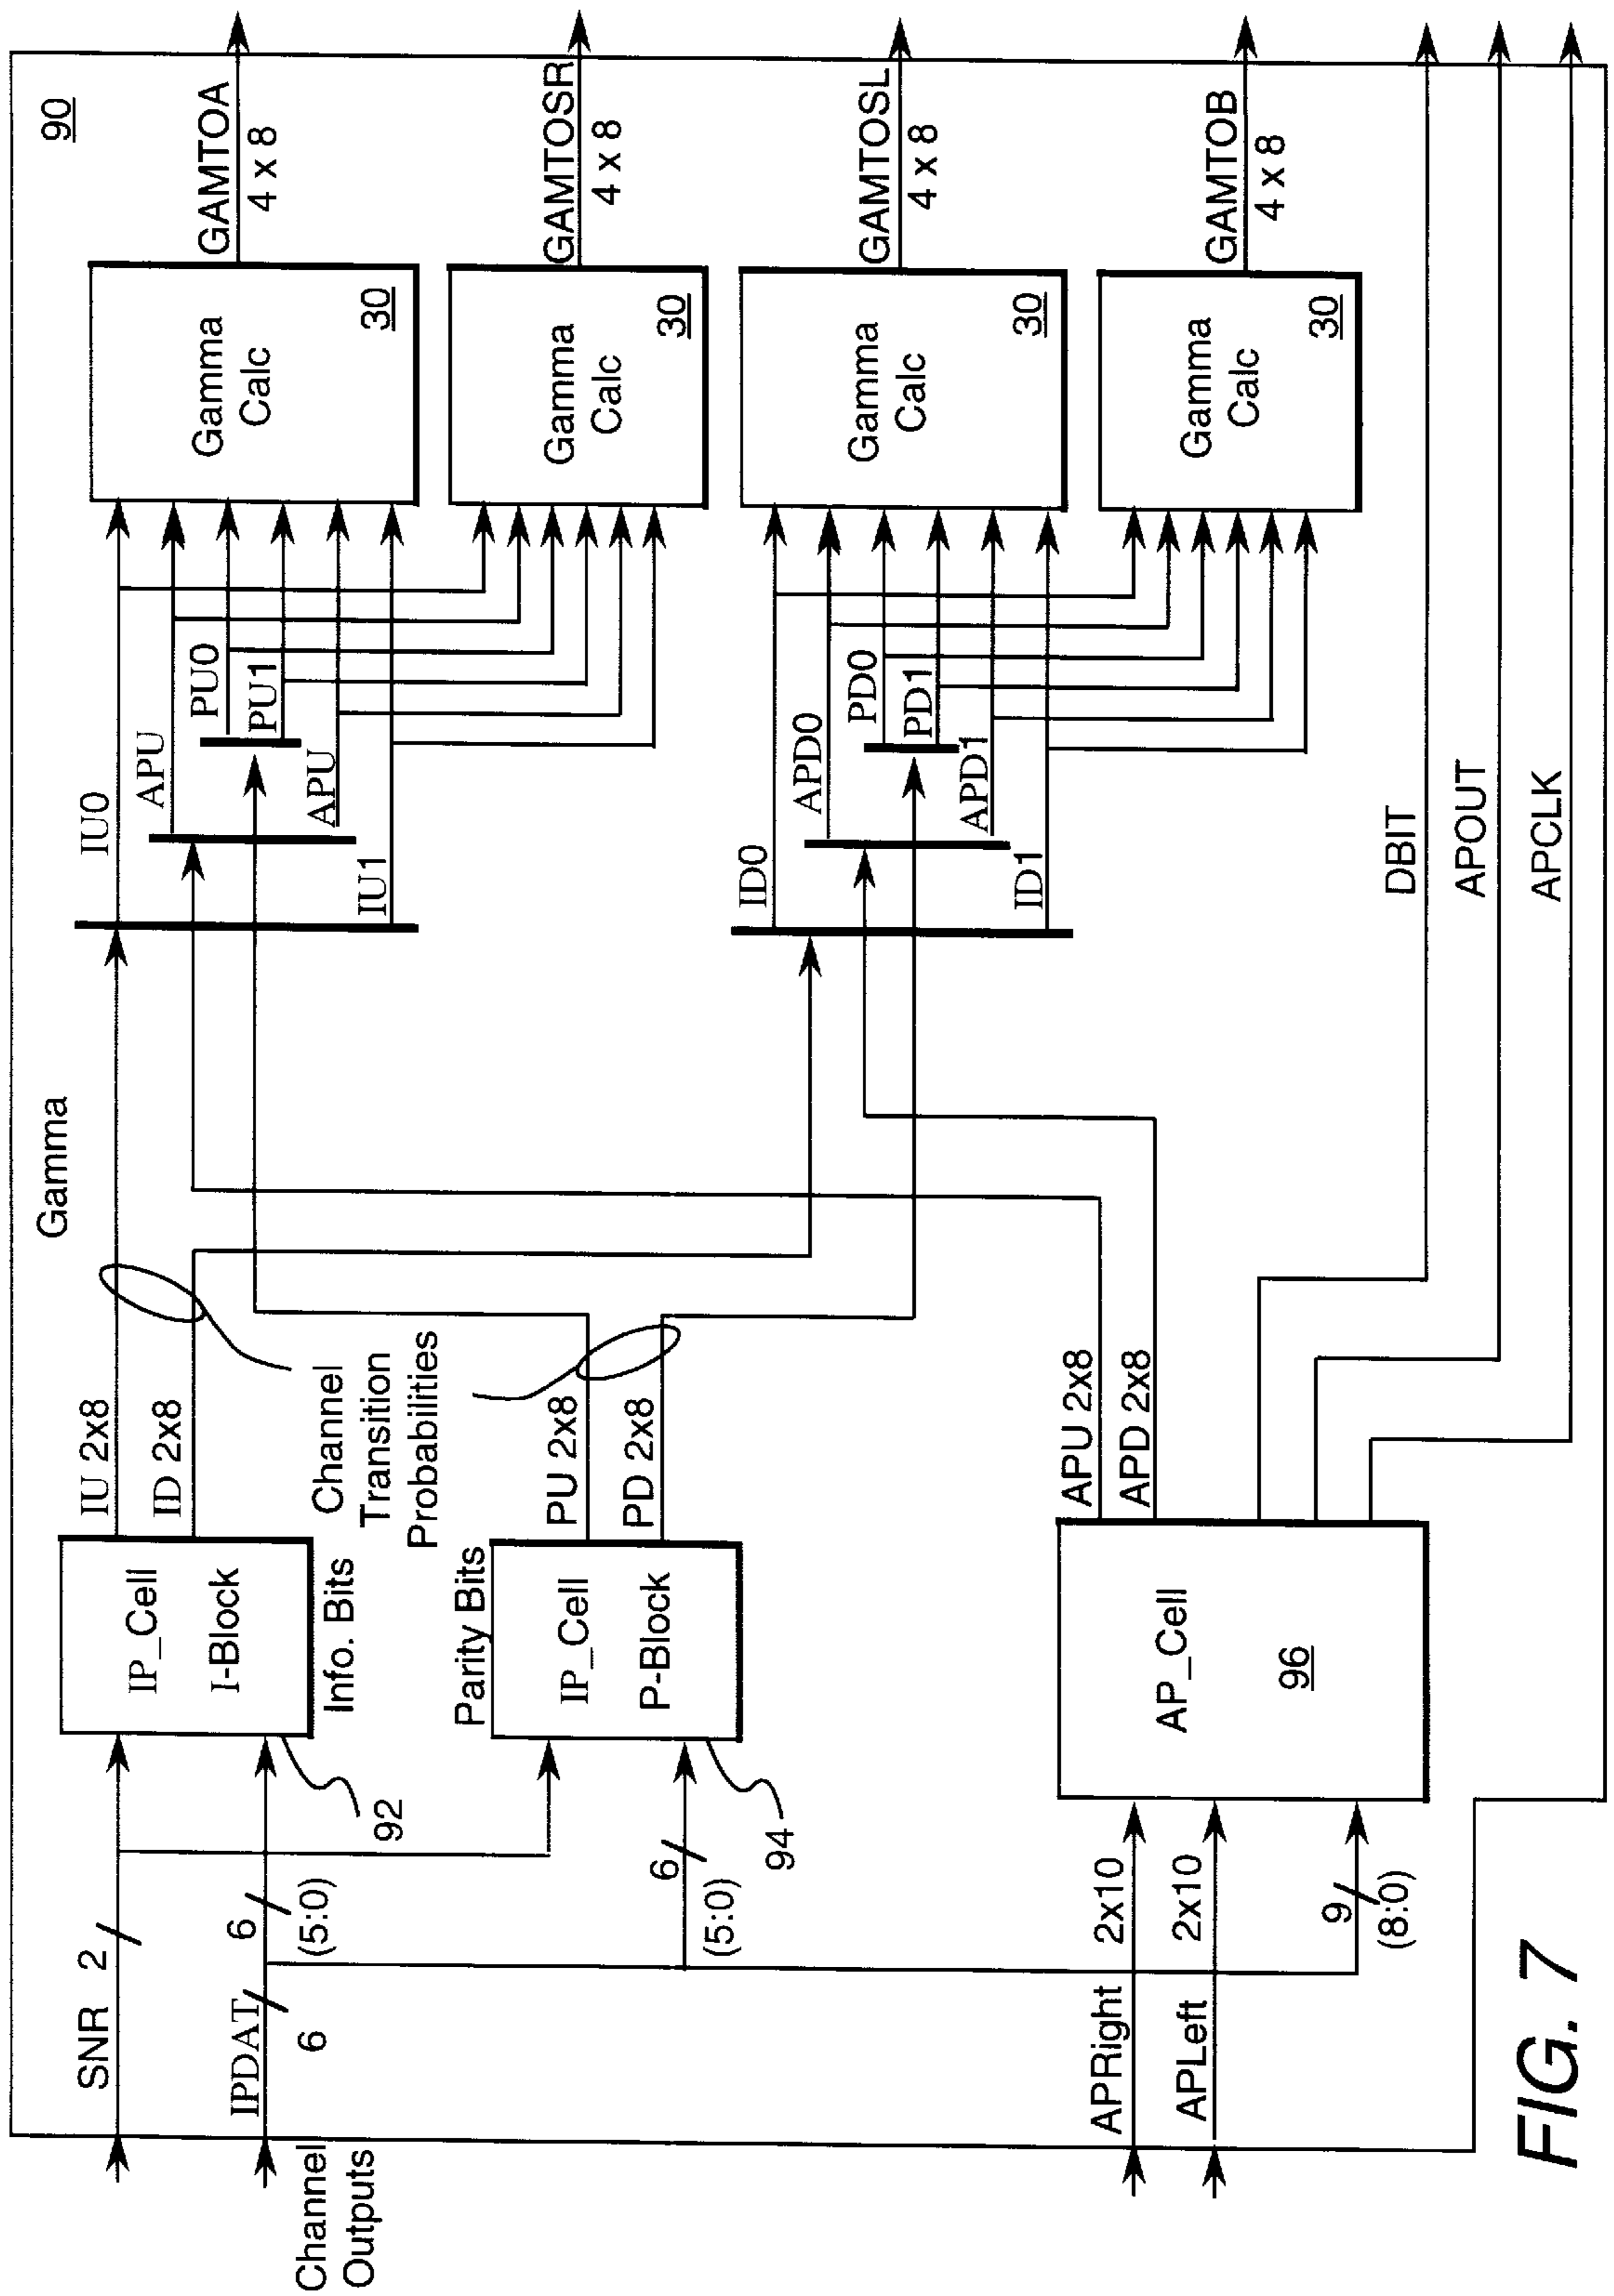 90
Gamma
SNR 2
IPDAT
6
6
(5:0)
Channel
Outputs
IP_Cell
I-Block
Info. Bits
92
IU 2x8
ID 2x8
Channel
Transition
Probabilities
Parity Bits
IP_Cell
P-Block
6
(5:0)
94
PU 2x8
PD 2x8
APRight 2x10
APLeft 2x10
9
(8:0)
AP_Cell
96
APU 2x8
APD 2x8
IU0
APU
PU0
PU1
APU
IU1
ID0
APD0
PD0
PD1
APD1
ID1
Gamma
Calc
30
Gamma
Calc
30
Gamma
Calc
30
Gamma
Calc
30
GAMTOA
4 x 8
GAMTOSR
4 x 8
GAMTOSL
4 x 8
GAMTOB
4 x 8
DBIT
APOUT
APCLK
FIG. 7